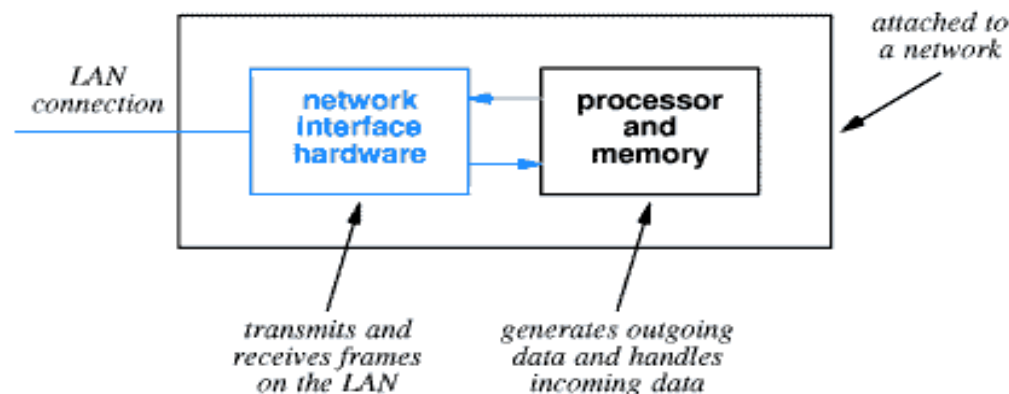 attached to
a network
LAN
connection
network
interface
hardware
processor
and
memory
transmits and
receives frames
on the LAN
generates outgoing
data and handles
incoming data